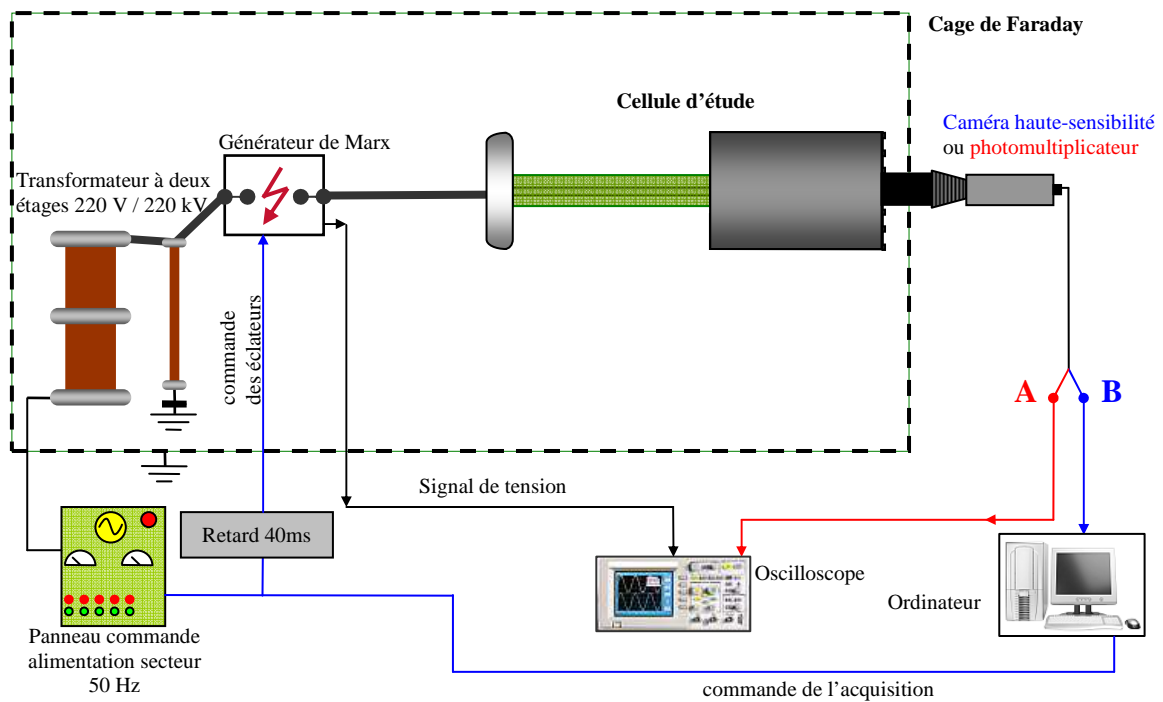 Cage de Faraday
Cellule d'étude
Caméra haute-sensibilité
ou photomultiplicateur
Générateur de Marx
Transformateur à deux
étages 220 V / 220 kV
commande
des éclateurs
A
B
Signal de tension
Retard 40ms
Oscilloscope
Ordinateur
Panneau commande
alimentation secteur
50 Hz
commande de l'acquisition